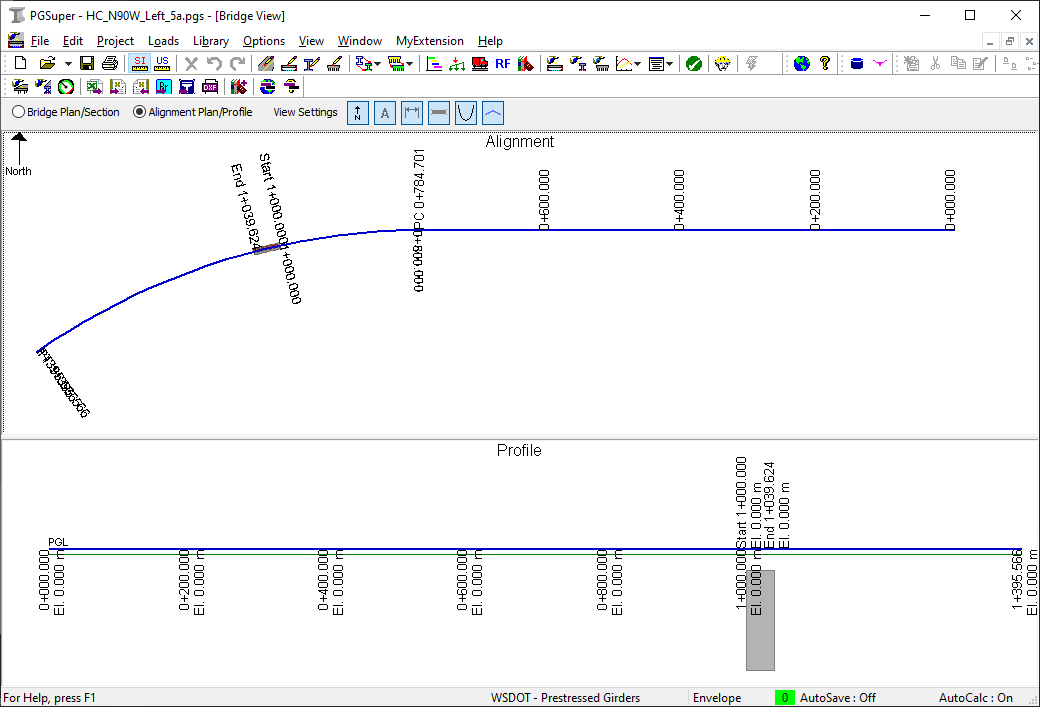 PGSuper - HC_N90W_Left_5a.pgs - [Bridge View]
File Edit Project Loads Library Options View Window MyExtension Help
SI US RF
DXF
Bridge Plan/Section Alignment Plan/Profile View Settings N A
Alignment
North
End 1+039.624
Start 1+000.000
1+000.000
PC 0+784.701
0+800.000
0+600.000
0+400.000
0+200.000
0+000.000
Profile
PGL
0+000.000
El. 0.000 m
0+200.000
El. 0.000 m
0+400.000
El. 0.000 m
0+600.000
El. 0.000 m
0+800.000
El. 0.000 m
Start 1+000.000
El. 0.000 m
End 1+039.624
El. 0.000 m
1+000.000
El. 0.000 m
1+395.566
El. 0.000 m
For Help, press F1 WSDOT - Prestressed Girders Envelope 0 AutoSave : Off AutoCalc : On